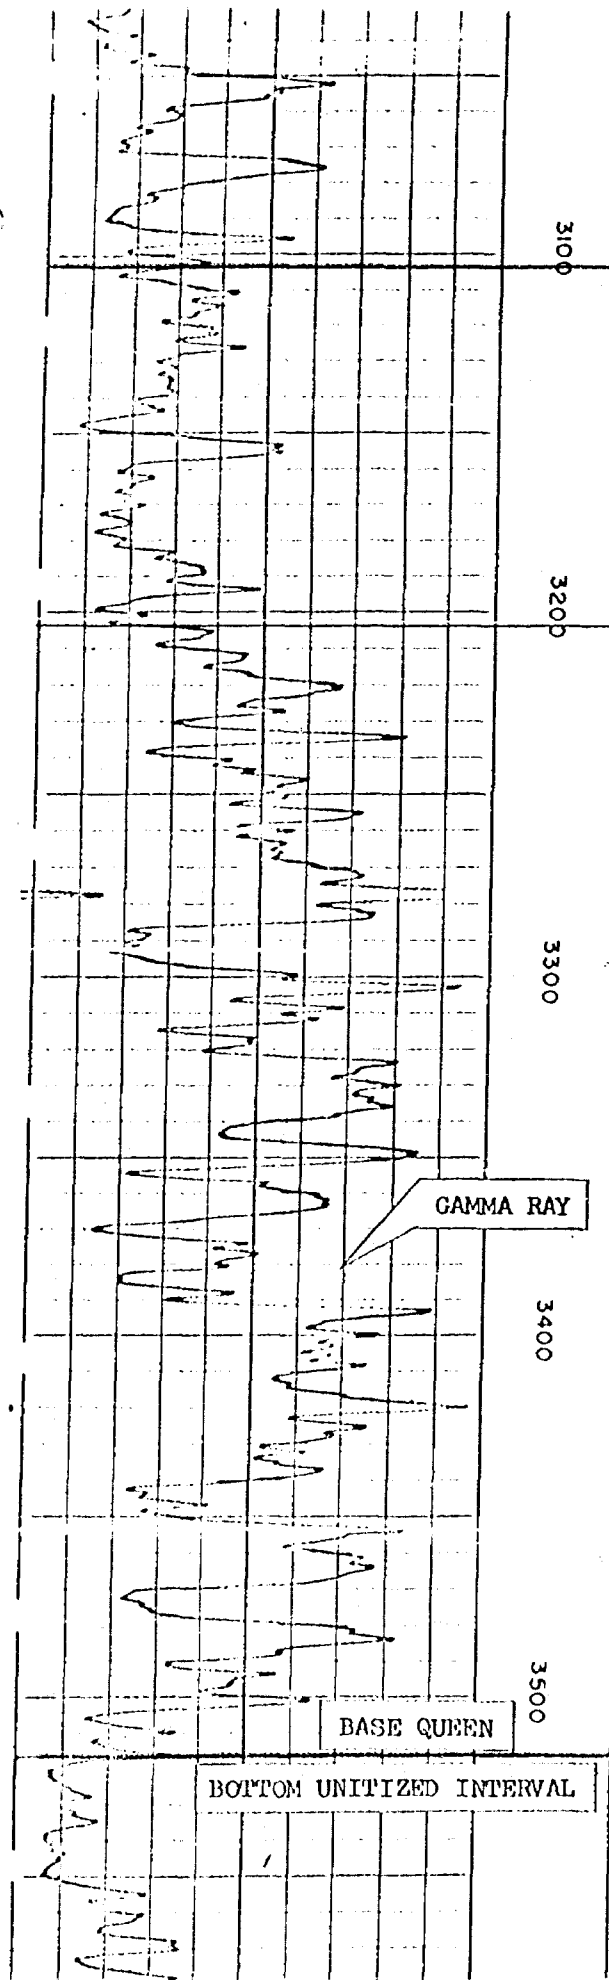 3100
3200
3300
GAMMA RAY
3400
3500
BASE QUEEN
BOTTOM UNITIZED INTERVAL